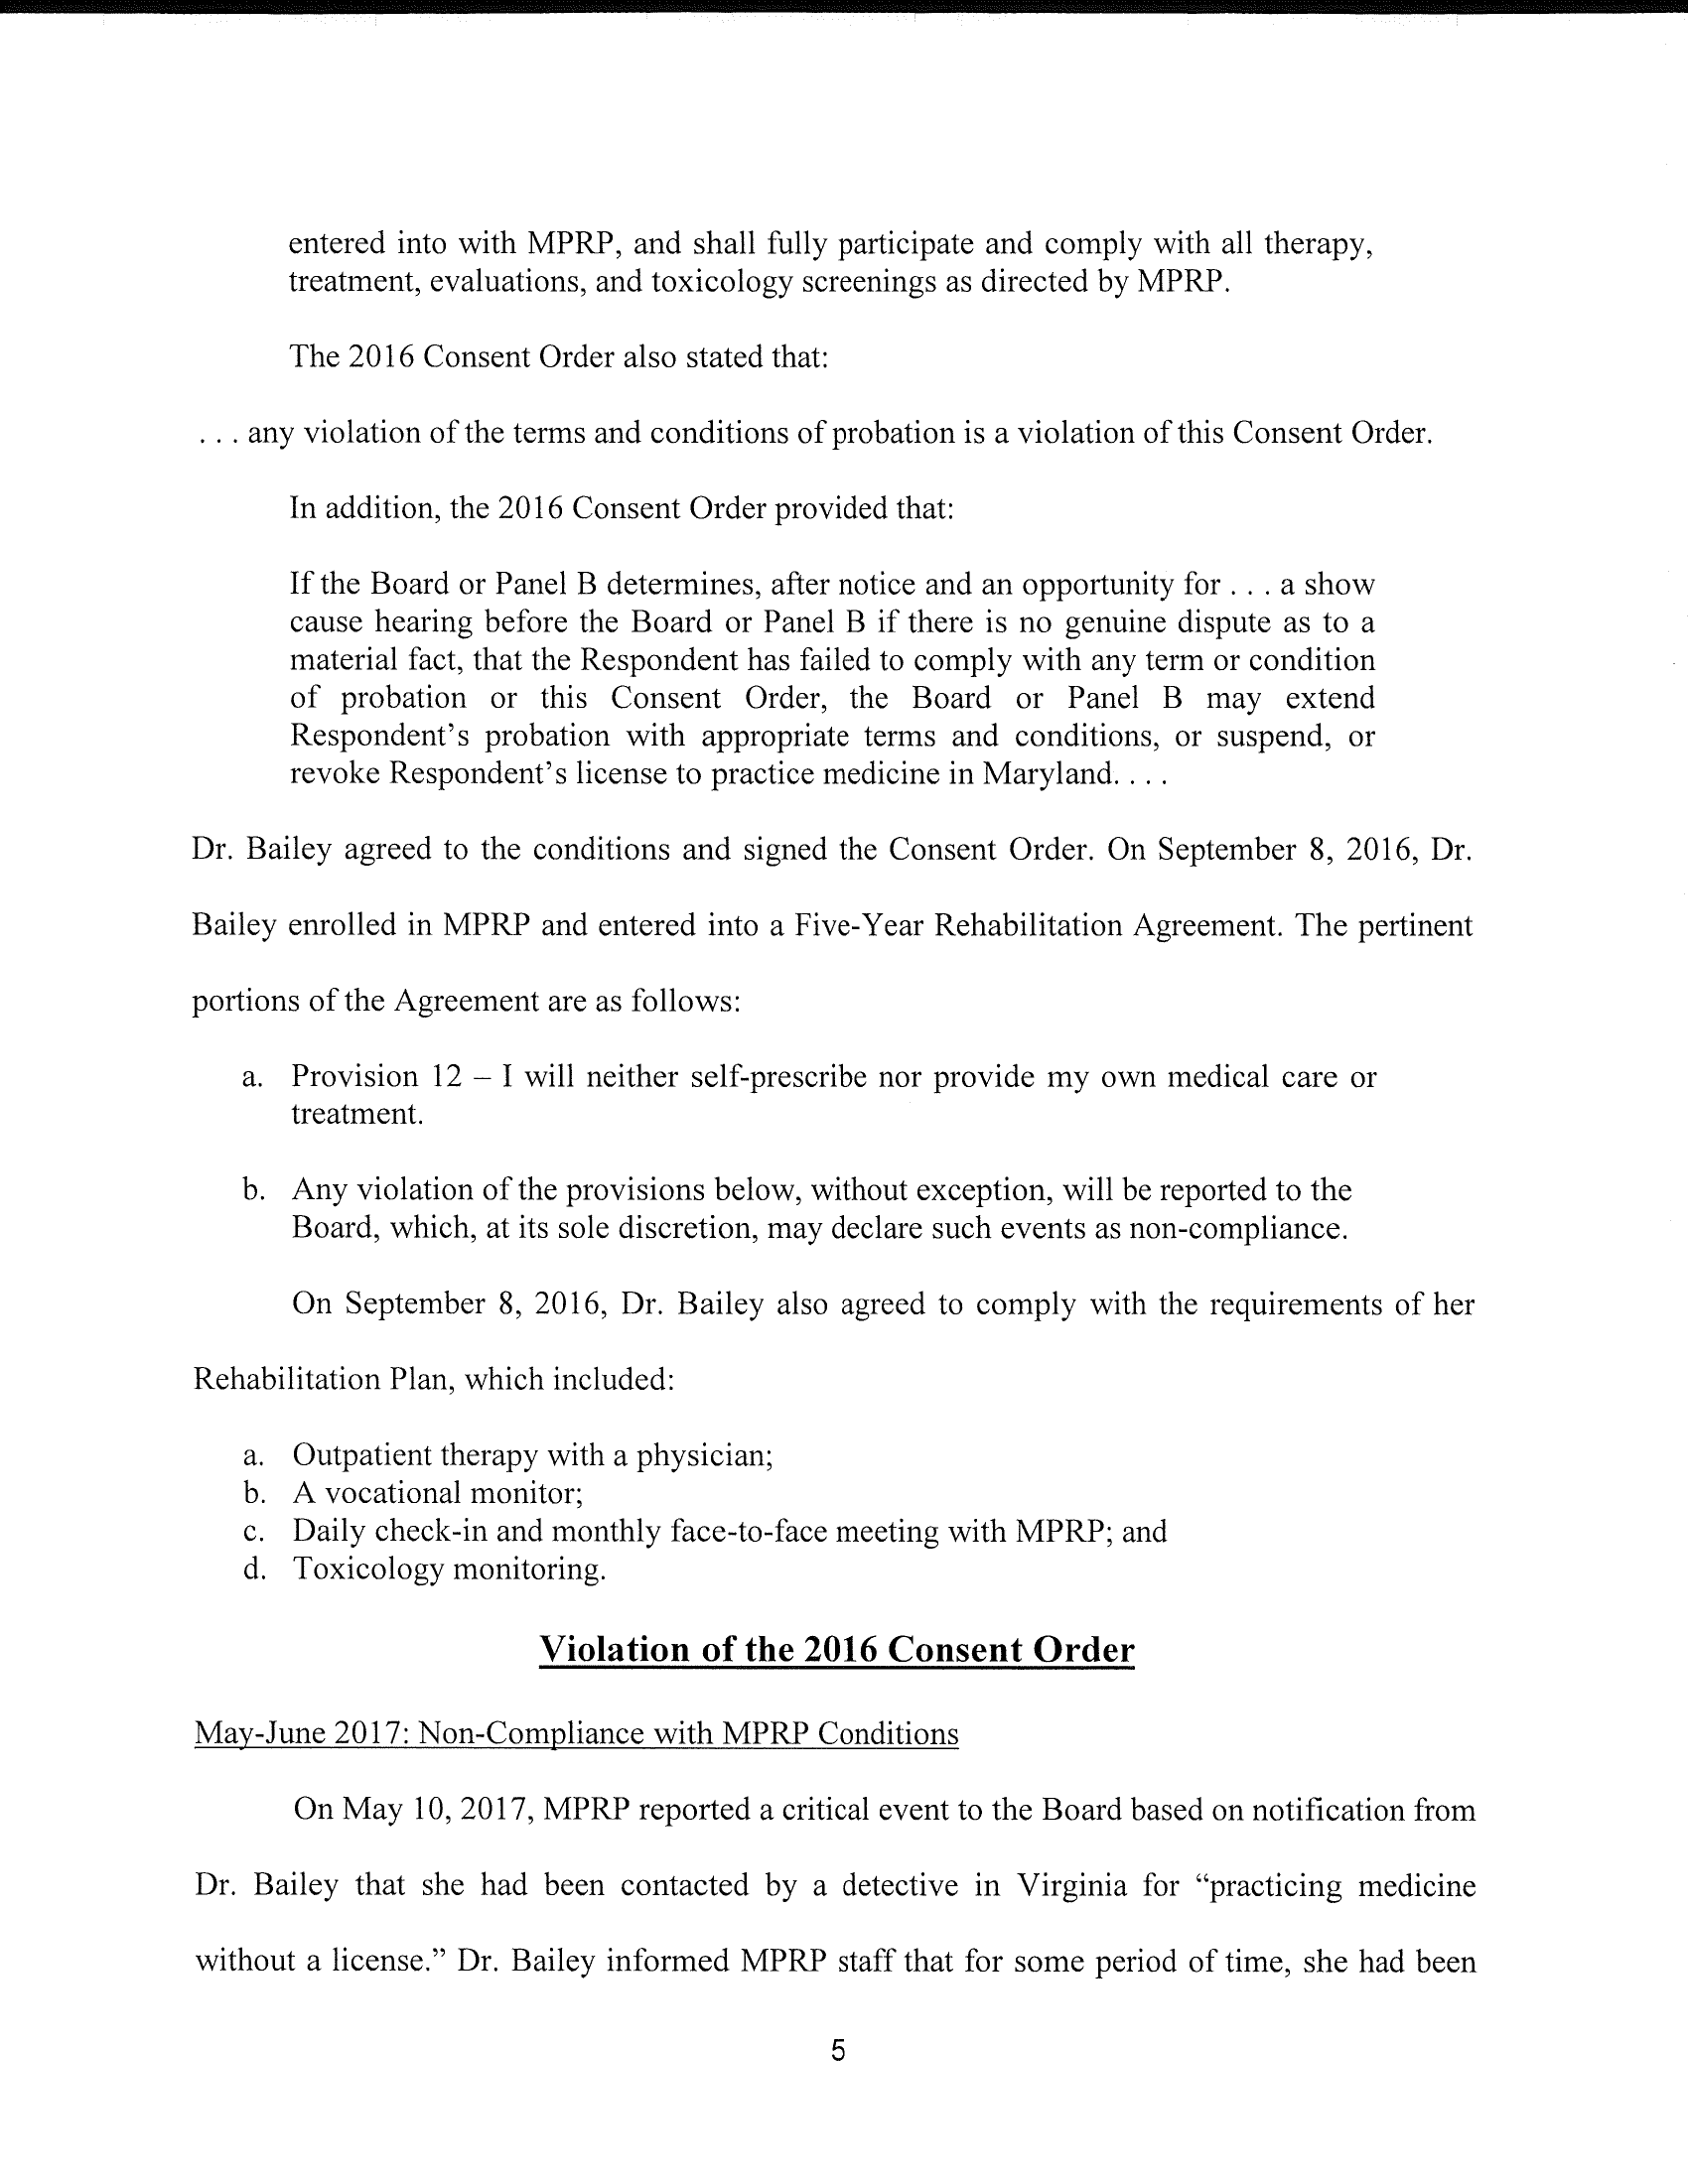 entered into with MPRP, and shall fully participate and comply with all therapy,
treatment, evaluations, and toxicology screenings as directed by MPRP.
The 2016 Consent Order also stated that:
. . . any violation of the terms and conditions of probation is a violation of this Consent Order.
In addition, the 2016 Consent Order provided that:
If the Board or Panel B determines, after notice and an opportunity for . . . a show
cause hearing before the Board or Panel B if there is no genuine dispute as to a
material fact, that the Respondent has failed to comply with any term or condition
of probation or this Consent Order, the Board or Panel B may extend
Respondent’s probation with appropriate terms and conditions, or suspend, or
revoke Respondent’s license to practice medicine in Maryland. . . .
Dr. Bailey agreed to the conditions and signed the Consent Order. On September 8, 2016, Dr.
Bailey enrolled in MPRP and entered into a Five-Year Rehabilitation Agreement. The pertinent
portions of the Agreement are as follows:
a. Provision 12 – I will neither self-prescribe nor provide my own medical care or
treatment.
b. Any violation of the provisions below, without exception, will be reported to the
Board, which, at its sole discretion, may declare such events as non-compliance.
On September 8, 2016, Dr. Bailey also agreed to comply with the requirements of her
Rehabilitation Plan, which included:
a. Outpatient therapy with a physician;
b. A vocational monitor;
c. Daily check-in and monthly face-to-face meeting with MPRP; and
d. Toxicology monitoring.
Violation of the 2016 Consent Order
May-June 2017: Non-Compliance with MPRP Conditions
On May 10, 2017, MPRP reported a critical event to the Board based on notification from
Dr. Bailey that she had been contacted by a detective in Virginia for “practicing medicine
without a license.” Dr. Bailey informed MPRP staff that for some period of time, she had been
5